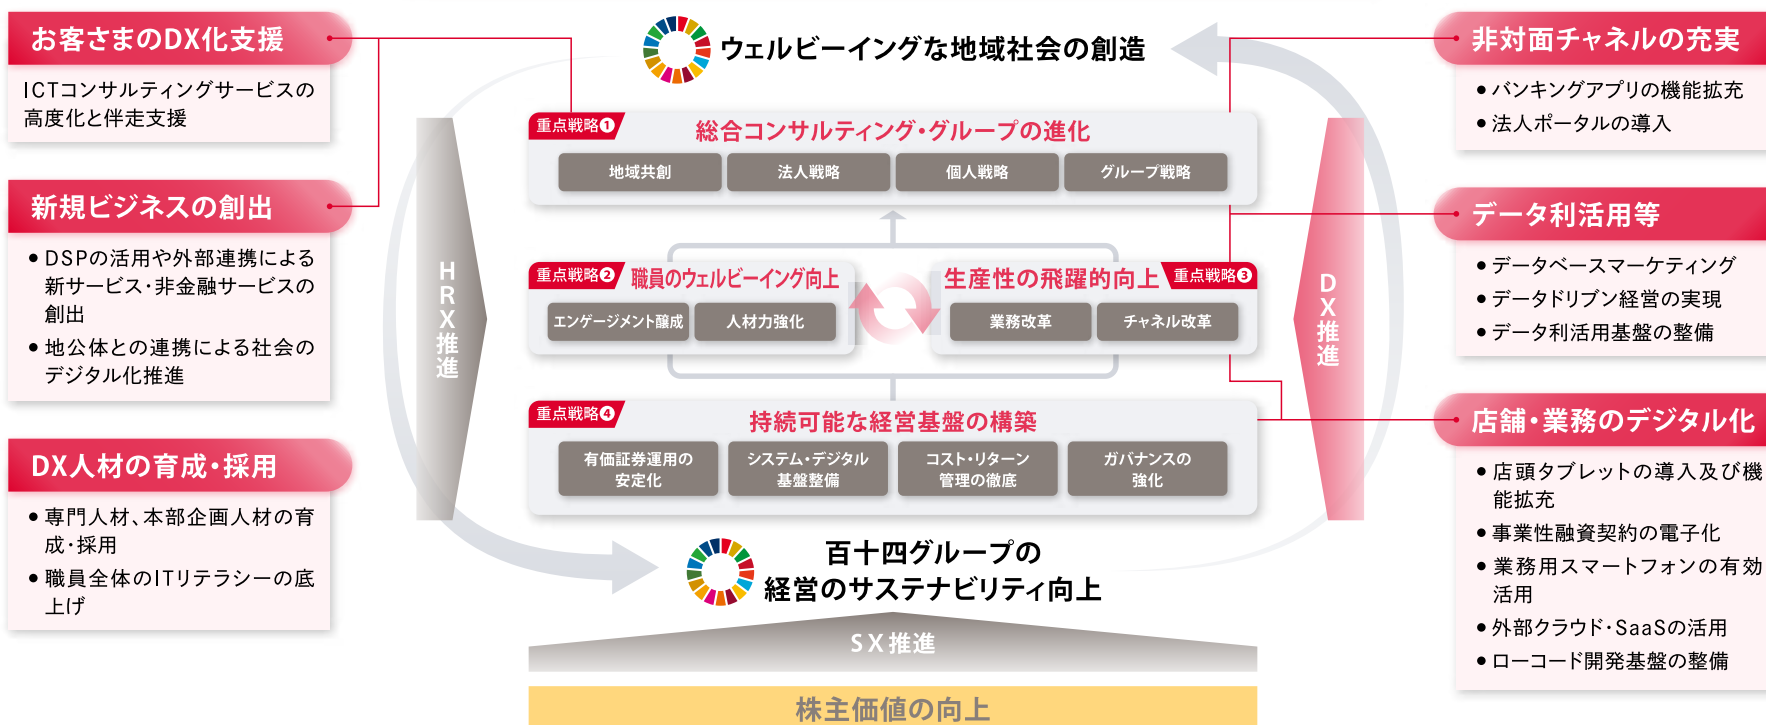 お客さまのDX化支援
ICTコンサルティングサービスの
高度化と伴走支援
新規ビジネスの創出
●DSPの活用や外部連携による
新サービス・非金融サービスの
創出
●地公体との連携による社会の
デジタル化推進
DX人材の育成・採用
●専門人材、本部企画人材の育
成・採用
●職員全体のITリテラシーの底
上げ
ウェルビーイングな地域社会の創造
HRX推進
重点戦略❶
総合コンサルティング・グループの進化
地域共創
法人戦略
個人戦略
グループ戦略
重点戦略❷
職員のウェルビーイング向上
エンゲージメント醸成
人材力強化
生産性の飛躍的向上
重点戦略❸
業務改革
チャネル改革
重点戦略❹
持続可能な経営基盤の構築
有価証券運用の
安定化
システム・デジタル
基盤整備
コスト・リターン
管理の徹底
ガバナンスの
強化
DX推進
百十四グループの
経営のサステナビリティ向上
SX推進
株主価値の向上
非対面チャネルの充実
●バンキングアプリの機能拡充
●法人ポータルの導入
データ利活用等
●データベースマーケティング
●データドリブン経営の実現
●データ利活用基盤の整備
店舗・業務のデジタル化
●店頭タブレットの導入及び機
能拡充
●事業性融資契約の電子化
●業務用スマートフォンの有効
活用
●外部クラウド・SaaSの活用
●ローコード開発基盤の整備